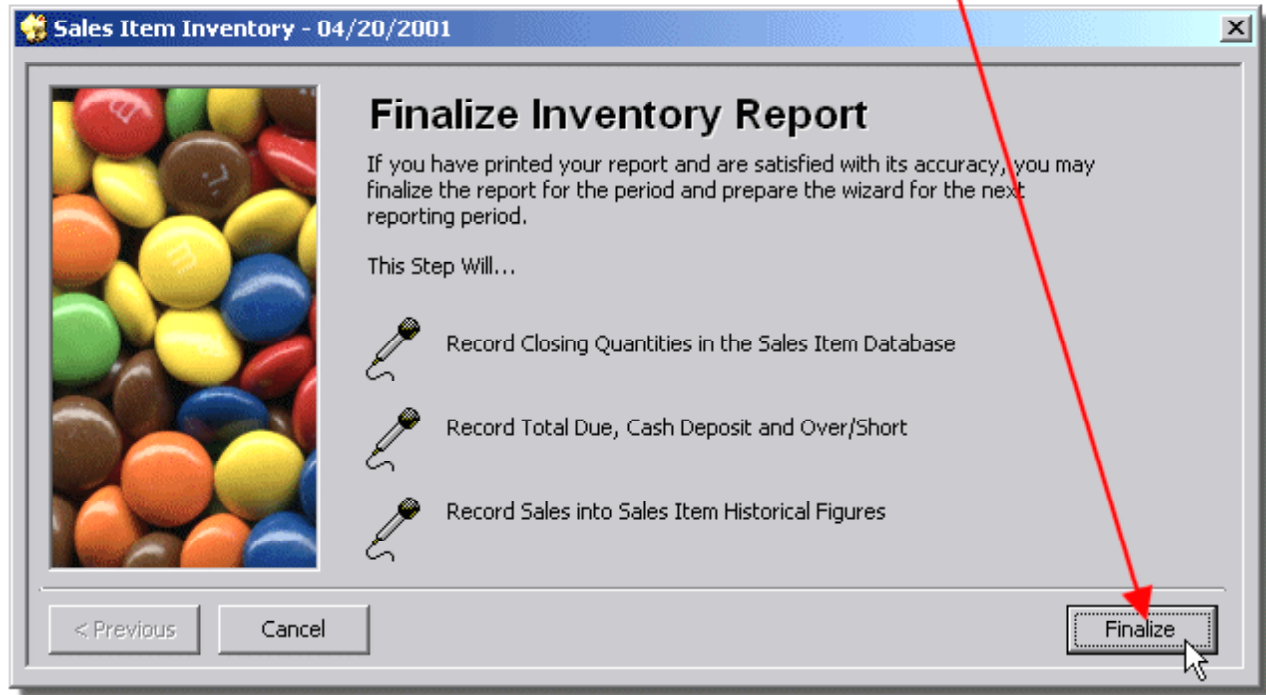 Sales Item Inventory - 04/20/2001
Finalize Inventory Report
If you have printed your report and are satisfied with its accuracy, you may
finalize the report for the period and prepare the wizard for the next
reporting period.
This Step Will...
Record Closing Quantities in the Sales Item Database
Record Total Due, Cash Deposit and Over/Short
Record Sales into Sales Item Historical Figures
< Previous
Cancel
Finalize